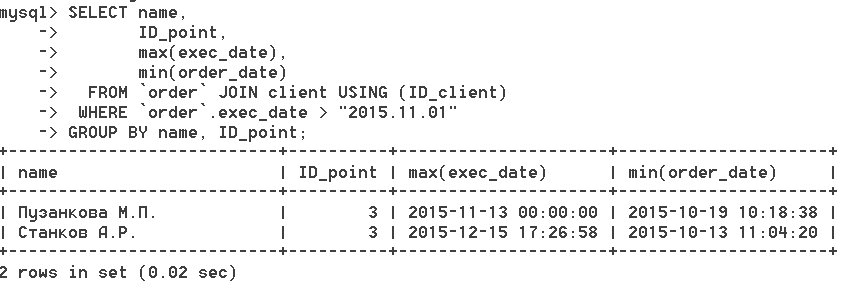 mysql> SELECT name,
    ->        ID_point,
    ->        max(exec_date),
    ->        min(order_date)
    ->   FROM `order` JOIN client USING (ID_client)
    ->  WHERE `order`.exec_date > "2015.11.01"
    -> GROUP BY name, ID_point;
+--------------------------+----------+---------------------+---------------------+
| name                     | ID_point | max(exec_date)      | min(order_date)     |
+--------------------------+----------+---------------------+---------------------+
| Пузанкова М.П.           |        3 | 2015-11-13 00:00:00 | 2015-10-19 10:18:38 |
| Станков А.Р.             |        3 | 2015-12-15 17:26:58 | 2015-10-13 11:04:20 |
+--------------------------+----------+---------------------+---------------------+
2 rows in set (0.02 sec)